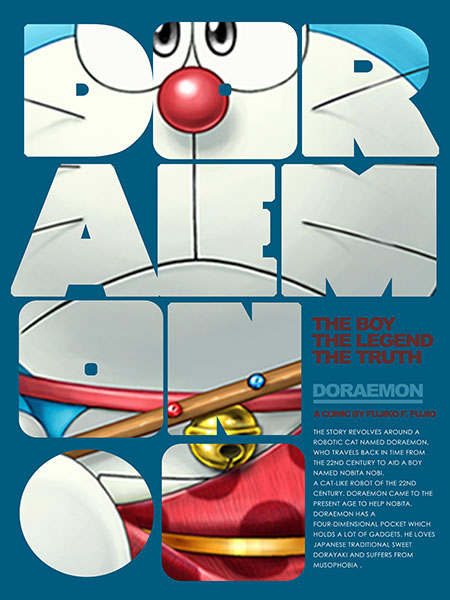 DOR
AEM
ON
THE BOY
THE LEGEND
THE TRUTH
DORAEMON
A COMIC BY FUJIKO F. FUJIO
THE STORY REVOLVES AROUND A
ROBOTIC CAT NAMED DORAEMON,
WHO TRAVELS BACK IN TIME FROM
THE 22ND CENTURY TO AID A BOY
NAMED NOBITA NOBI.
A CAT-LIKE ROBOT OF THE 22ND
CENTURY. DORAEMON CAME TO THE
PRESENT AGE TO HELP NOBITA.
DORAEMON HAS A
FOUR-DIMENSIONAL POCKET WHICH
HOLDS A LOT OF GADGETS. HE LOVES
JAPANESE TRADITIONAL SWEET
DORAYAKI AND SUFFERS FROM
MUSOPHOBIA .